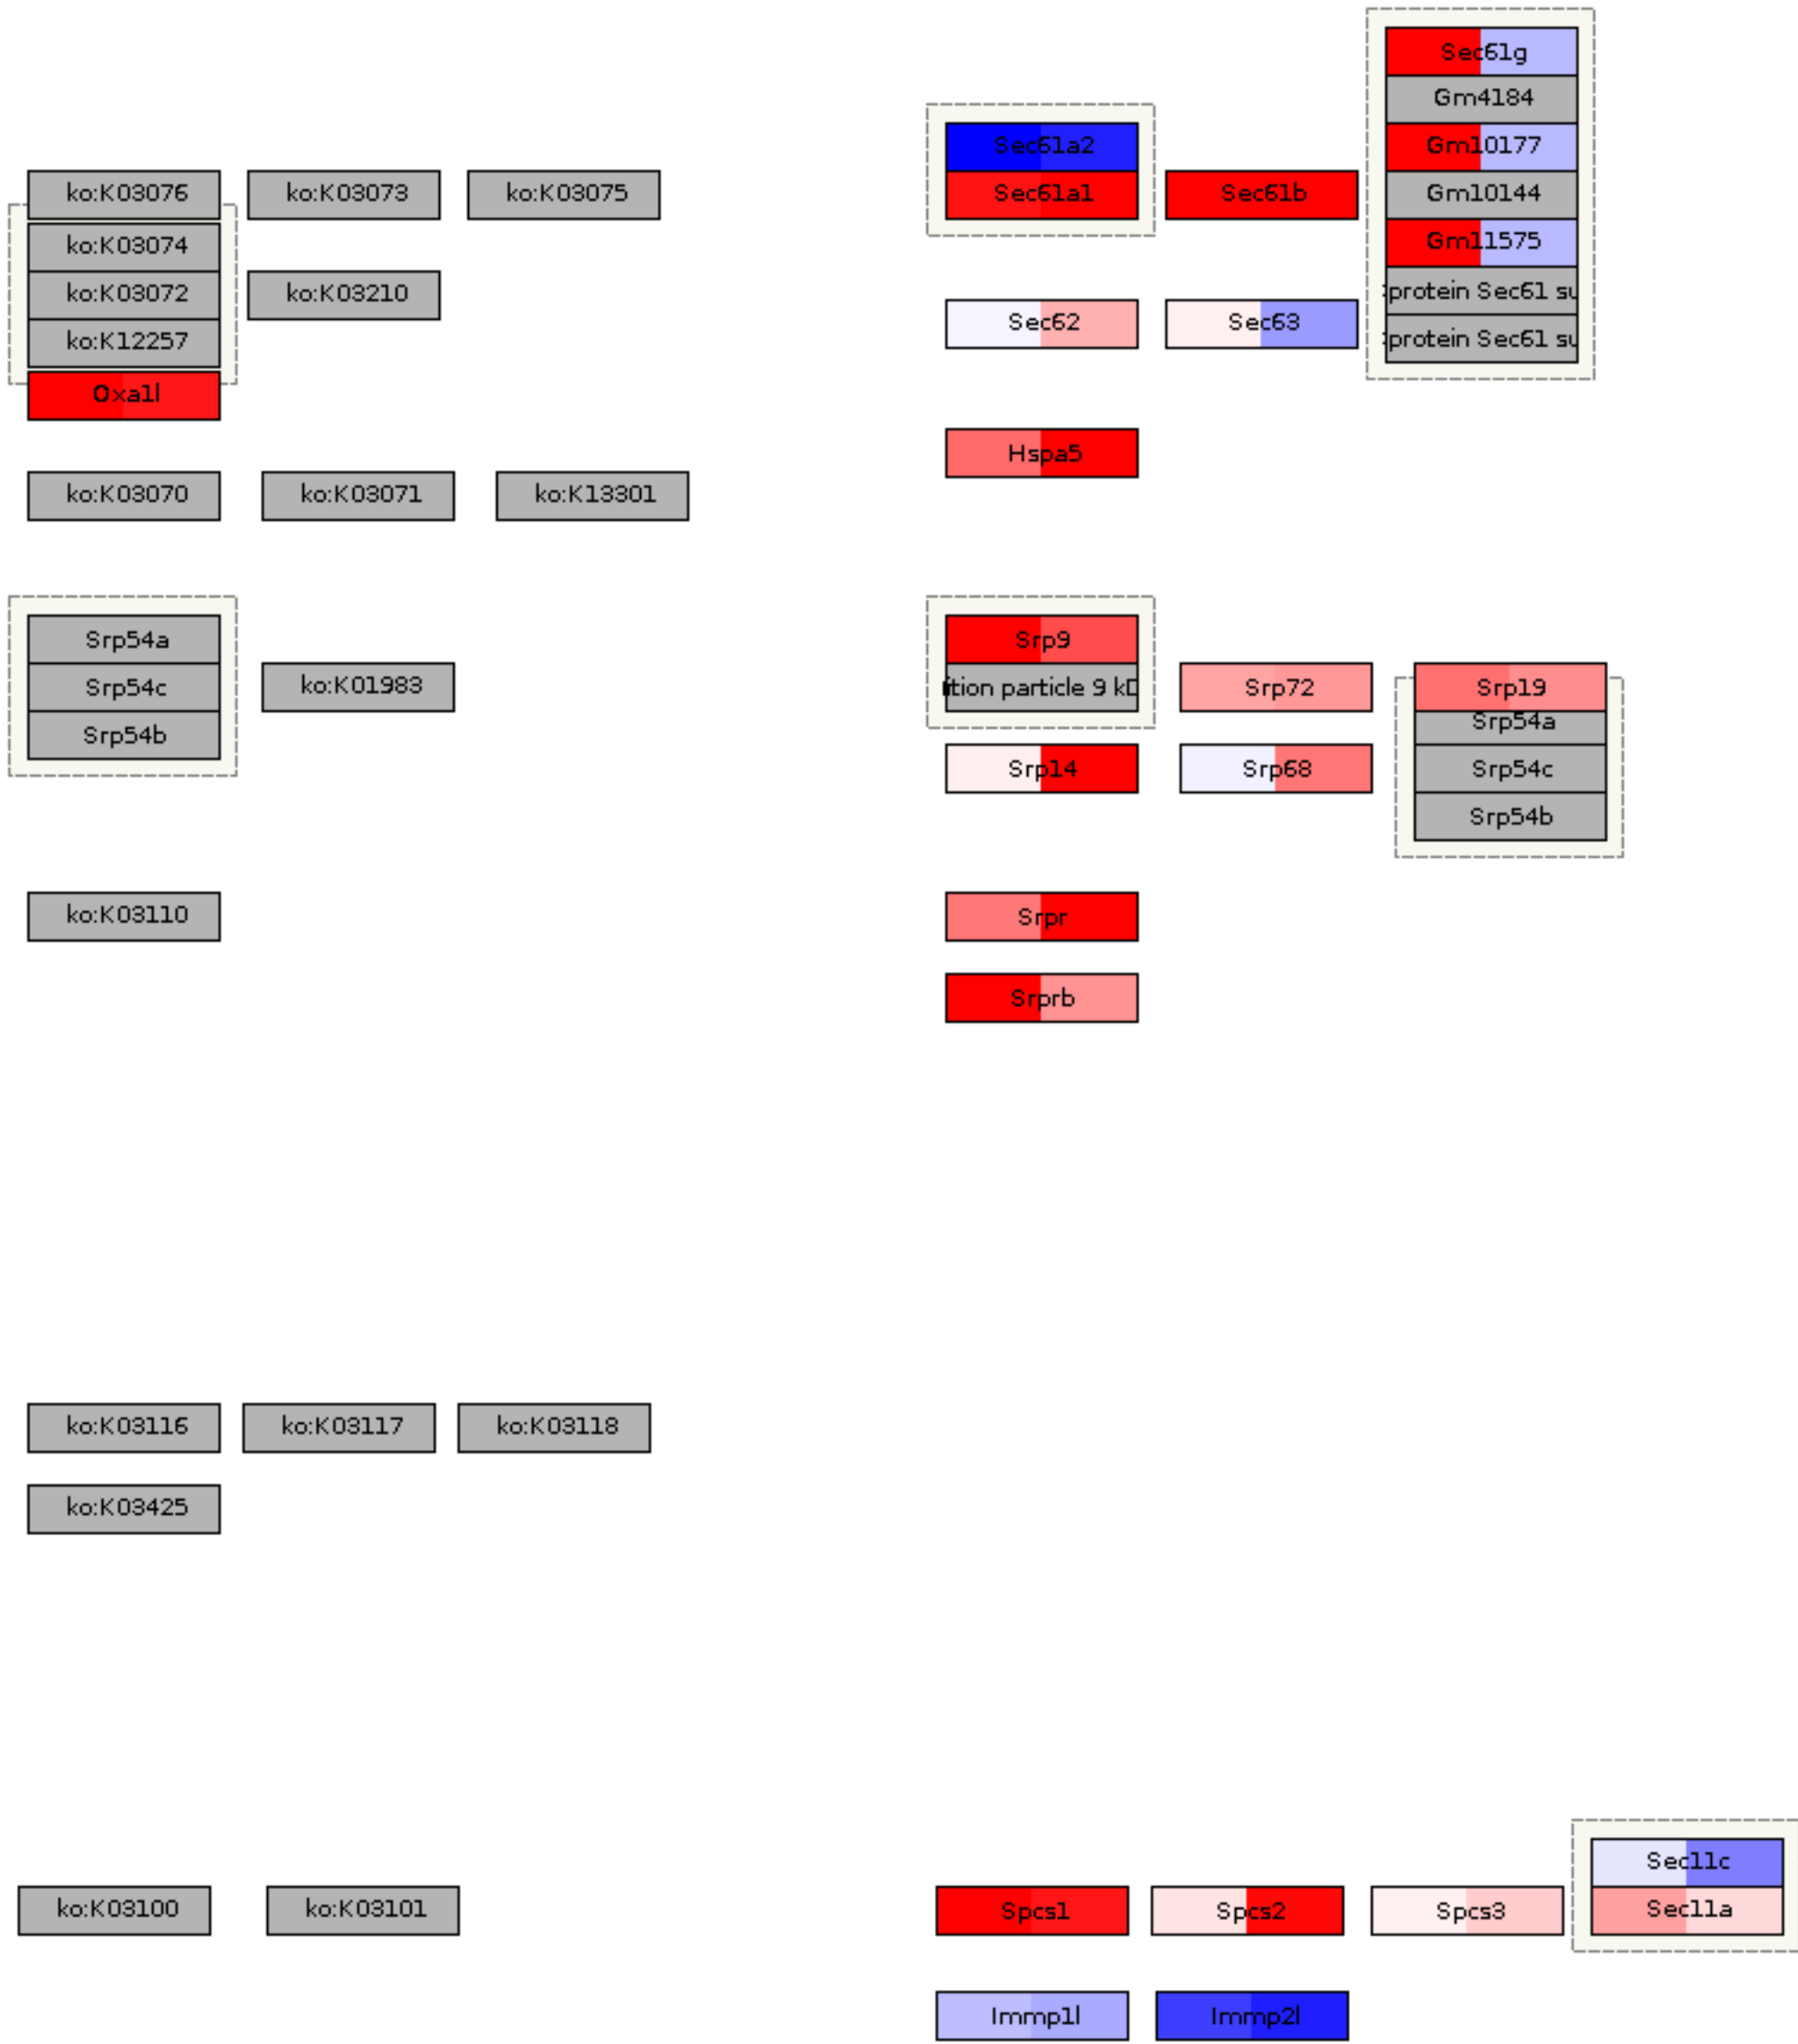 Sec61g
Gm4184
Sec61a2
Gm10177
ko:K03076
ko:K03073
ko:K03075
Sec61a1
Sec61b
Gm10144
ko:K03074
Gm11575
ko:K03072
ko:K03210
protein Sec61 su
ko:K12257
Sec62
Sec63
protein Sec61 su
Oxa1l
Hspa5
ko:K03070
ko:K03071
ko:K13301
Srp54a
Srp9
Srp54c
ko:K01983
ition particle 9 kD
Srp72
Srp19
Srp54b
Srp54a
Srp14
Srp68
Srp54c
Srp54b
ko:K03110
Srpr
Srprb
ko:K03116
ko:K03117
ko:K03118
ko:K03425
Sec11c
ko:K03100
ko:K03101
Spcs1
Spcs2
Spcs3
Sec11a
Immp1l
Immp2l